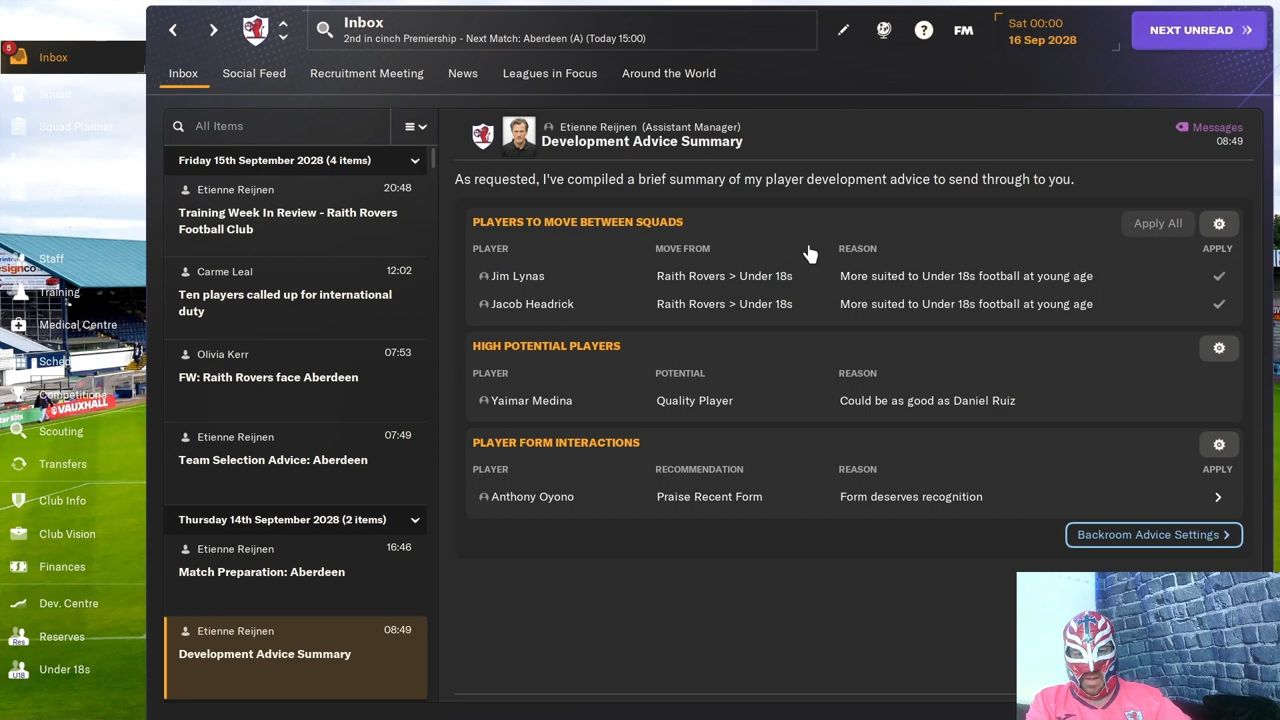 Inbox
2nd in cinch Premiership - Next Match: Aberdeen (A) (Today 15:00)
FM
Sat 00:00
16 Sep 2028
NEXT UNREAD
5
Inbox
Squad
Squad Planner
Staff
Training
Medical Centre
Sched
Competitions
Scouting
Transfers
Club Info
Club Vision
Finances
Dev. Centre
Res
Reserves
U18
Under 18s
VAUXHALL
Inbox
Social Feed
Recruitment Meeting
News
Leagues in Focus
Around the World
All Items
Friday 15th September 2028 (4 items)
Etienne Reijnen
20:48
Training Week In Review - Raith Rovers
Football Club
Carme Leal
12:02
Ten players called up for international
duty
Olivia Kerr
07:53
FW: Raith Rovers face Aberdeen
Etienne Reijnen
07:49
Team Selection Advice: Aberdeen
Thursday 14th September 2028 (2 items)
Etienne Reijnen
16:46
Match Preparation: Aberdeen
Etienne Reijnen
08:49
Development Advice Summary
Etienne Reijnen (Assistant Manager)
Development Advice Summary
Messages
08:49
As requested, I've compiled a brief summary of my player development advice to send through to you.
PLAYERS TO MOVE BETWEEN SQUADS
Apply All
PLAYER MOVE FROM REASON APPLY
Jim Lynas Raith Rovers > Under 18s More suited to Under 18s football at young age
Jacob Headrick Raith Rovers > Under 18s More suited to Under 18s football at young age
HIGH POTENTIAL PLAYERS
PLAYER POTENTIAL REASON
Yaimar Medina Quality Player Could be as good as Daniel Ruiz
PLAYER FORM INTERACTIONS
PLAYER RECOMMENDATION REASON APPLY
Anthony Oyono Praise Recent Form Form deserves recognition
Backroom Advice Settings